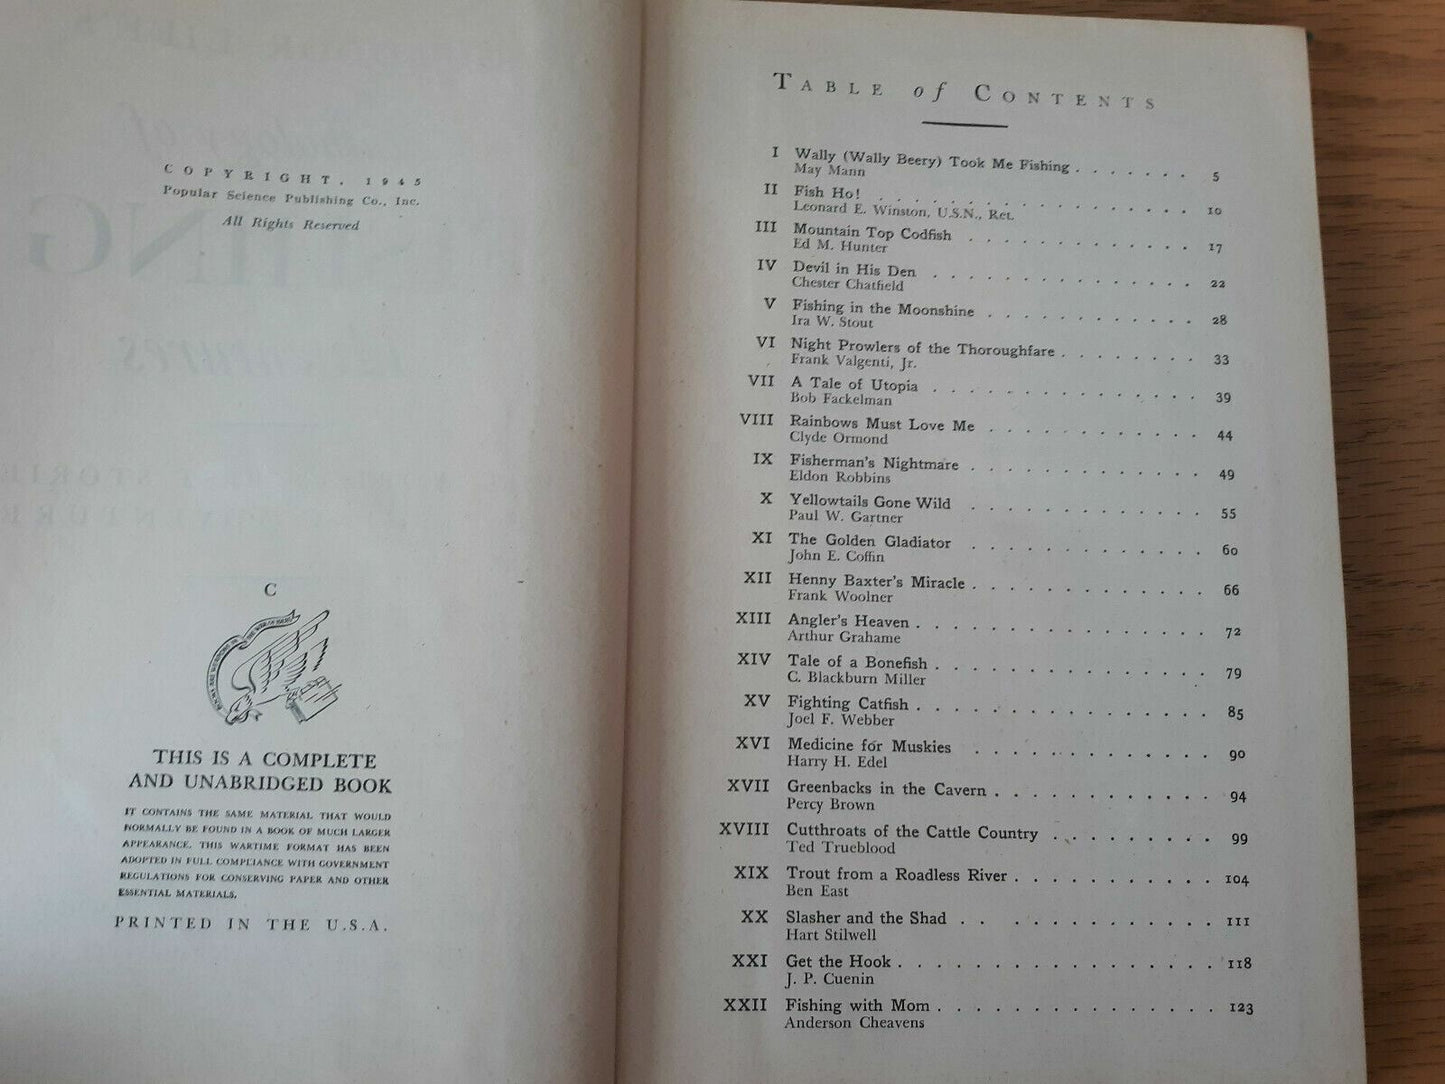 COPYRIGHT, 1945
Popular Science Publishing Co., Inc.
All Rights Reserved
C
THIS IS A COMPLETE
AND UNABRIDGED BOOK
IT CONTAINS THE SAME MATERIAL THAT WOULD
NORMALLY BE FOUND IN A BOOK OF MUCH LARGER
APPEARANCE. THIS WARTIME FORMAT HAS BEEN
ADOPTED IN FULL COMPLIANCE WITH GOVERNMENT
REGULATIONS FOR CONSERVING PAPER AND OTHER
ESSENTIAL MATERIALS.
PRINTED IN THE U.S.A.
TABLE of CONTENTS
I Wally (Wally Beery) Took Me Fishing . . . . . . . 5
May Mann
II Fish Ho! . . . . . . . . . . . . . . . . . 10
Leonard E. Winston, U.S.N., Ret.
III Mountain Top Codfish . . . . . . . . . . . . 17
Ed M. Hunter
IV Devil in His Den . . . . . . . . . . . . . . 22
Chester Chatfield
V Fishing in the Moonshine . . . . . . . . . . . 28
Ira W. Stout
VI Night Prowlers of the Thoroughfare . . . . . . . . 33
Frank Valgenti, Jr.
VII A Tale of Utopia . . . . . . . . . . . . . . 39
Bob Fackelman
VIII Rainbows Must Love Me . . . . . . . . . . . 44
Clyde Ormond
IX Fisherman's Nightmare . . . . . . . . . . . . 49
Eldon Robbins
X Yellowtails Gone Wild . . . . . . . . . . . . 55
Paul W. Gartner
XI The Golden Gladiator . . . . . . . . . . . . 60
John E. Coffin
XII Henny Baxter's Miracle . . . . . . . . . . . . 66
Frank Woolner
XIII Angler's Heaven . . . . . . . . . . . . . . . 72
Arthur Grahame
XIV Tale of a Bonefish . . . . . . . . . . . . . . 79
C. Blackburn Miller
XV Fighting Catfish . . . . . . . . . . . . . . . 85
Joel F. Webber
XVI Medicine for Muskies . . . . . . . . . . . . 90
Harry H. Edel
XVII Greenbacks in the Cavern . . . . . . . . . . . 94
Percy Brown
XVIII Cutthroats of the Cattle Country . . . . . . . . 99
Ted Trueblood
XIX Trout from a Roadless River . . . . . . . . . . 104
Ben East
XX Slasher and the Shad . . . . . . . . . . . . . 111
Hart Stilwell
XXI Get the Hook . . . . . . . . . . . . . . . . 118
J. P. Cuenin
XXII Fishing with Mom . . . . . . . . . . . . . . 123
Anderson Cheavens